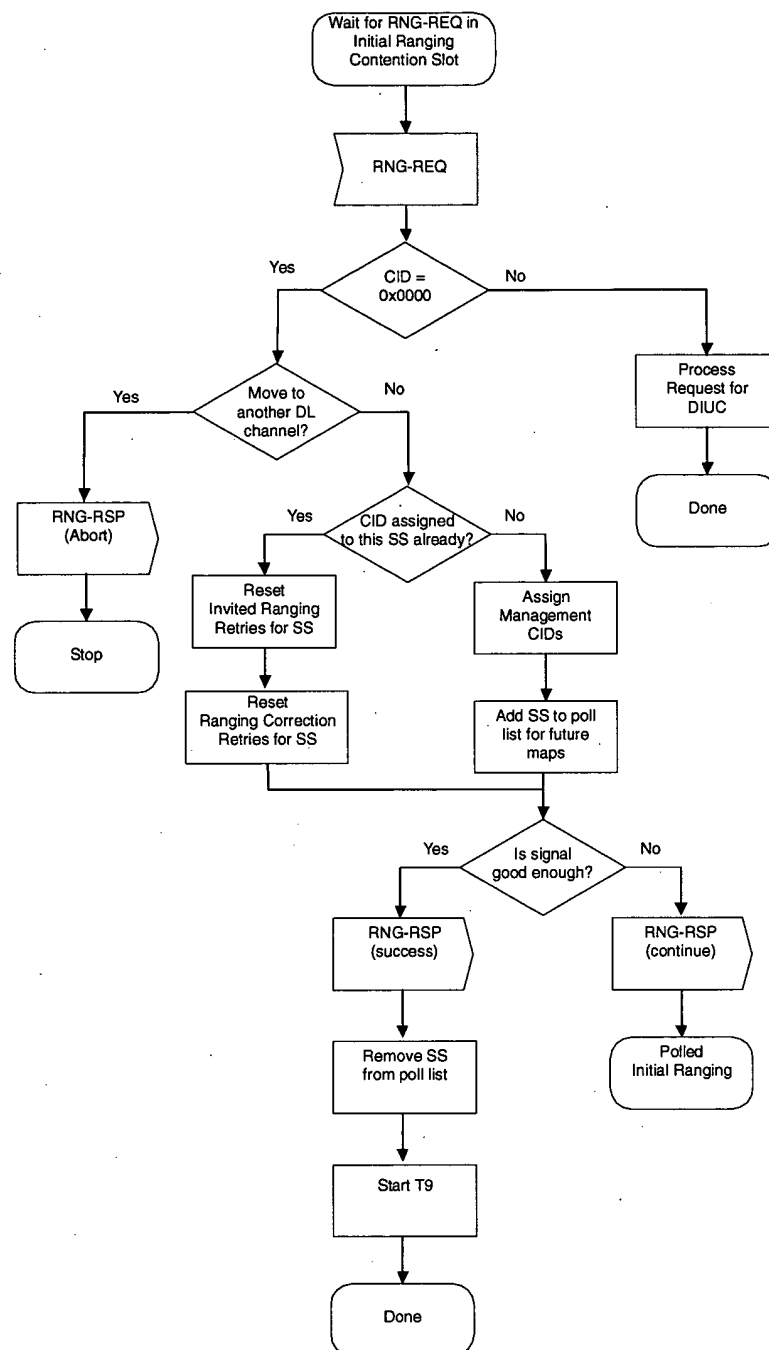 Wait for RNG-REQ in
Initial Ranging
Contention Slot
RNG-REQ
Yes
CID =
0x0000
No
Process
Request for
DIUC
Yes
Move to
another DL
channel?
No
Done
RNG-RSP
(Abort)
Yes
CID assigned
to this SS already?
No
Stop
Reset
Invited Ranging
Retries for SS
Assign
Management
CIDs
Reset
Ranging Correction
Retries for SS
Add SS to poll
list for future
maps
Yes
Is signal
good enough?
No
RNG-RSP
(success)
RNG-RSP
(continue)
Remove SS
from poll list
Polled
Initial Ranging
Start T9
Done